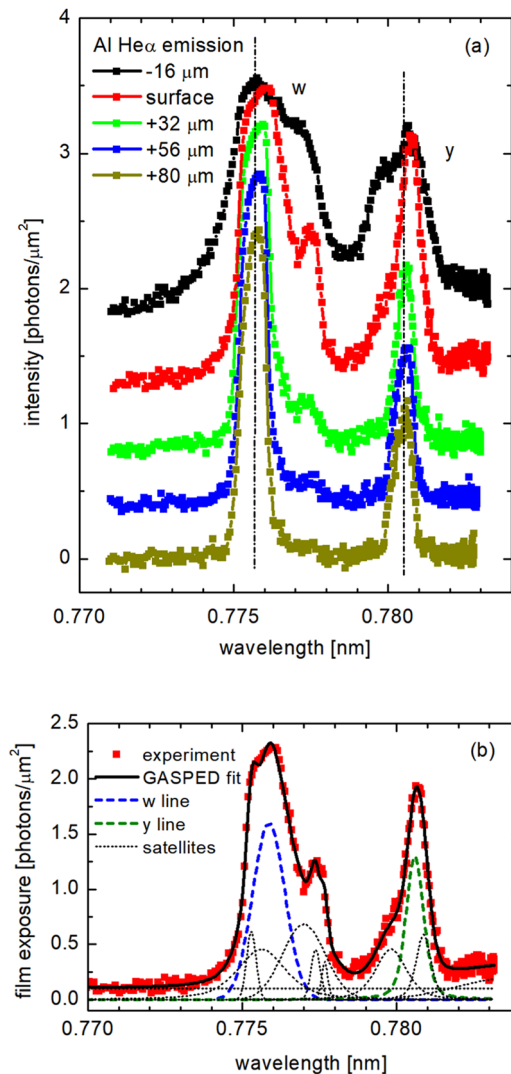 (a)
Al Heα emission
-16 μm
surface
+32 μm
+56 μm
+80 μm
w
y
4
3
2
1
0
intensity [photons/μm²]
0.770
0.775
0.780
wavelength [nm]
(b)
experiment
GASPED fit
w line
y line
satellites
2.5
2.0
1.5
1.0
0.5
0.0
film exposure [photons/μm²]
0.770
0.775
0.780
wavelength [nm]